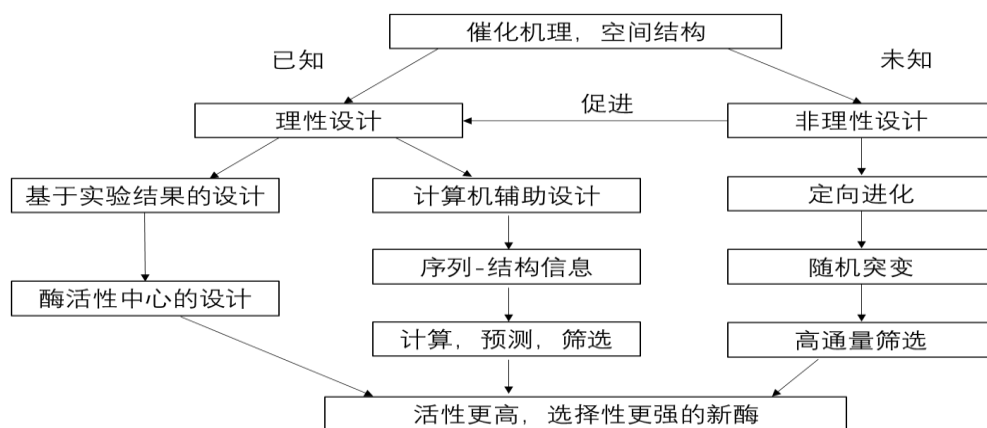 催化机理，空间结构
已知
未知
理性设计
促进
非理性设计
基于实验结果的设计
计算机辅助设计
定向进化
序列-结构信息
随机突变
酶活性中心的设计
计算，预测，筛选
高通量筛选
活性更高，选择性更强的新酶